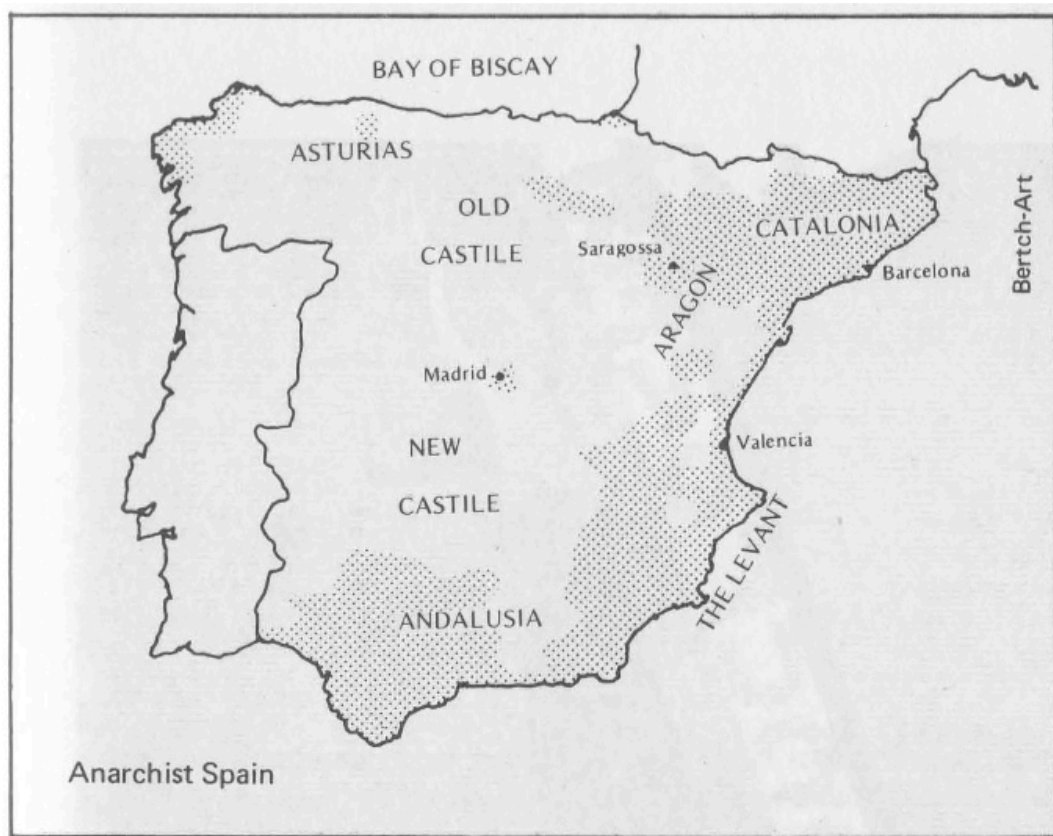 BAY OF BISCAY
ASTURIAS
OLD
CASTILE
CATALONIA
Saragossa
Barcelona
ARAGON
Madrid
NEW
CASTILE
Valencia
THE LEVANT
ANDALUSIA
Bertch-Art
Anarchist Spain